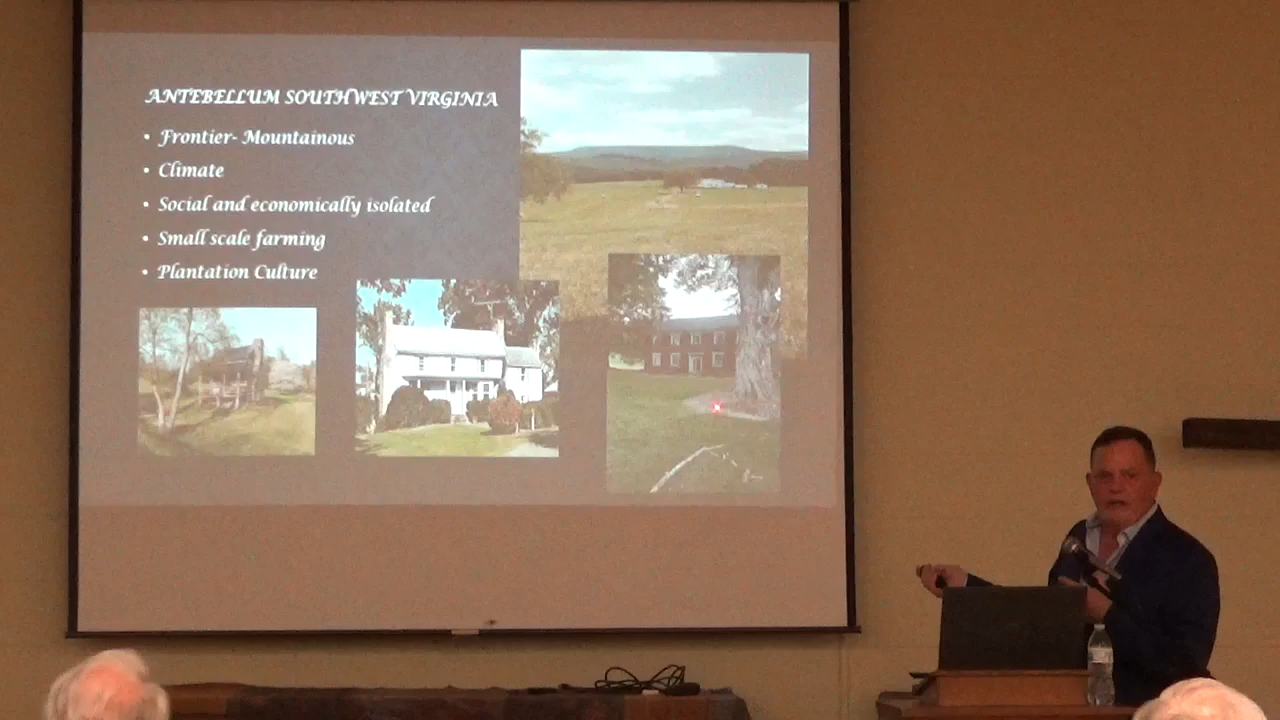 ANTEBELLUM SOUTHWEST VIRGINIA
• Frontier- Mountainous
• Climate
• Social and economically isolated
• Small scale farming
• Plantation Culture